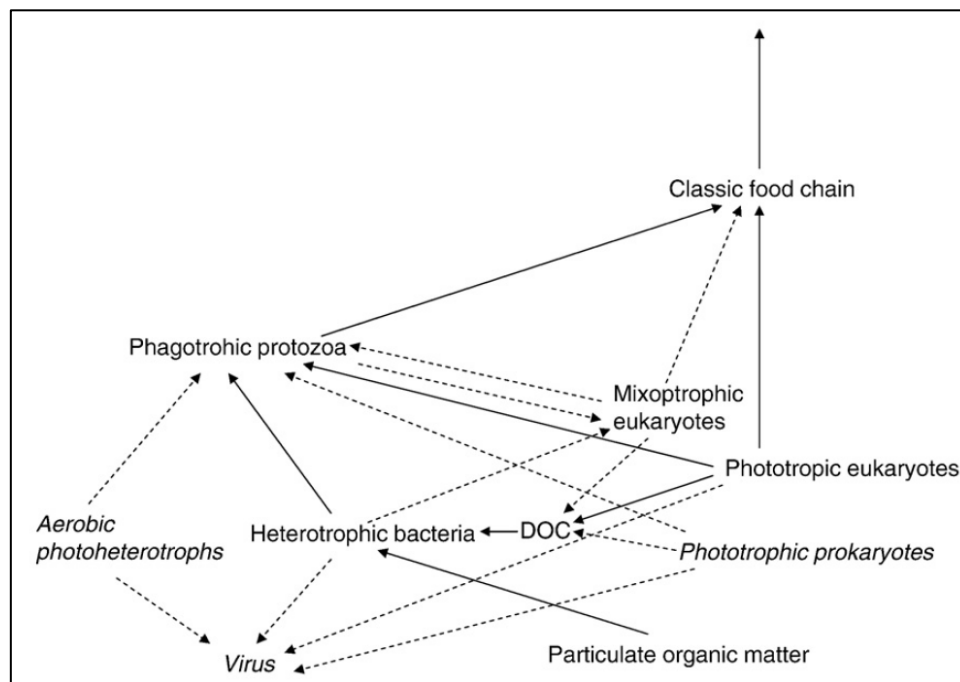 Classic food chain
Phagotrohic protozoa
Mixoptrophic
eukaryotes
Phototropic eukaryotes
Aerobic
photoheterotrophs
Heterotrophic bacteria
DOC
Phototrophic prokaryotes
Virus
Particulate organic matter